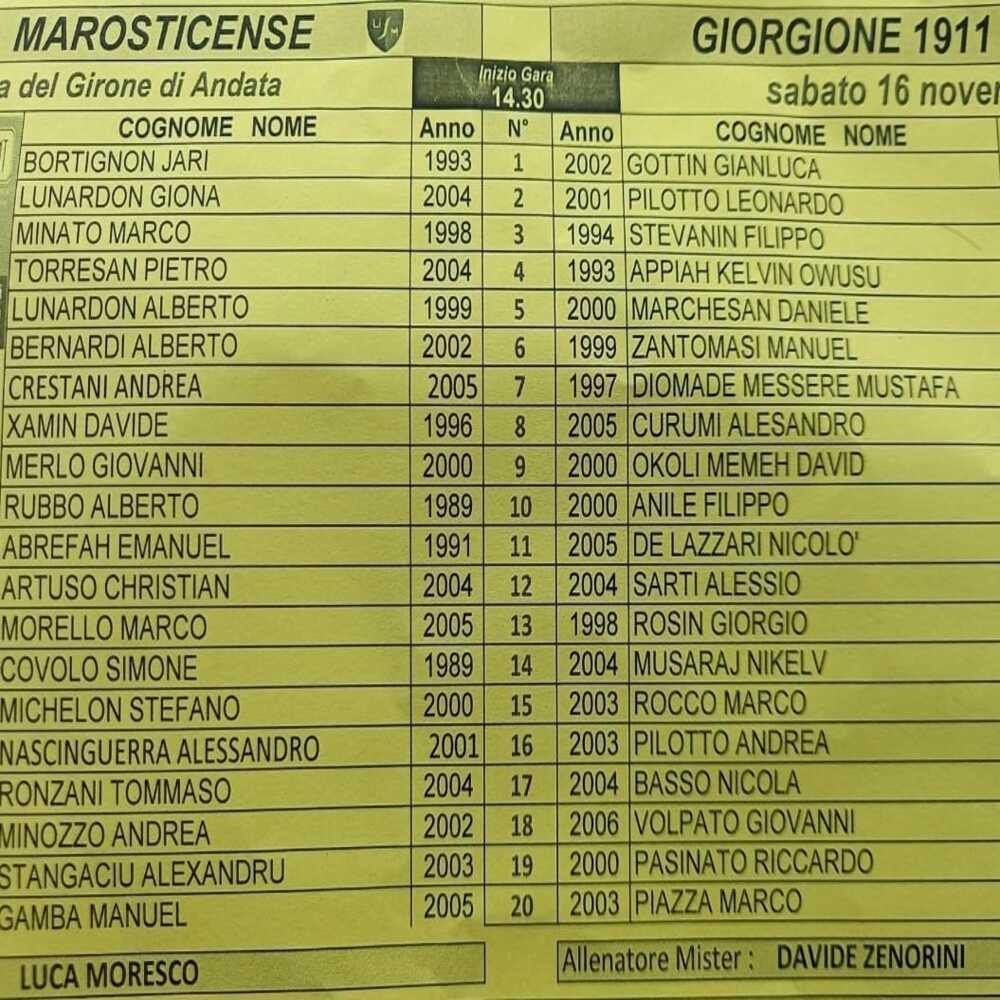 MAROSTICENSE USM GIORGIONE 1911
a del Girone di Andata Inizio Gara 14.30 sabato 16 novem
COGNOME NOME Anno N° Anno COGNOME NOME
BORTIGNON JARI 1993 1 2002 GOTTIN GIANLUCA
LUNARDON GIONA 2004 2 2001 PILOTTO LEONARDO
MINATO MARCO 1998 3 1994 STEVANIN FILIPPO
TORRESAN PIETRO 2004 4 1993 APPIAH KELVIN OWUSU
LUNARDON ALBERTO 1999 5 2000 MARCHESAN DANIELE
BERNARDI ALBERTO 2002 6 1999 ZANTOMASI MANUEL
CRESTANI ANDREA 2005 7 1997 DIOMADE MESSERE MUSTAFA
XAMIN DAVIDE 1996 8 2005 CURUMI ALESANDRO
MERLO GIOVANNI 2000 9 2000 OKOLI MEMEH DAVID
RUBBO ALBERTO 1989 10 2000 ANILE FILIPPO
ABREFAH EMANUEL 1991 11 2005 DE LAZZARI NICOLO'
ARTUSO CHRISTIAN 2004 12 2004 SARTI ALESSIO
MORELLO MARCO 2005 13 1998 ROSIN GIORGIO
COVOLO SIMONE 1989 14 2004 MUSARAJ NIKELV
MICHELON STEFANO 2000 15 2003 ROCCO MARCO
NASCINGUERRA ALESSANDRO 2001 16 2003 PILOTTO ANDREA
RONZANI TOMMASO 2004 17 2004 BASSO NICOLA
MINOZZO ANDREA 2002 18 2006 VOLPATO GIOVANNI
STANGACIU ALEXANDRU 2003 19 2000 PASINATO RICCARDO
GAMBA MANUEL 2005 20 2003 PIAZZA MARCO
LUCA MORESCO Allenatore Mister : DAVIDE ZENORINI